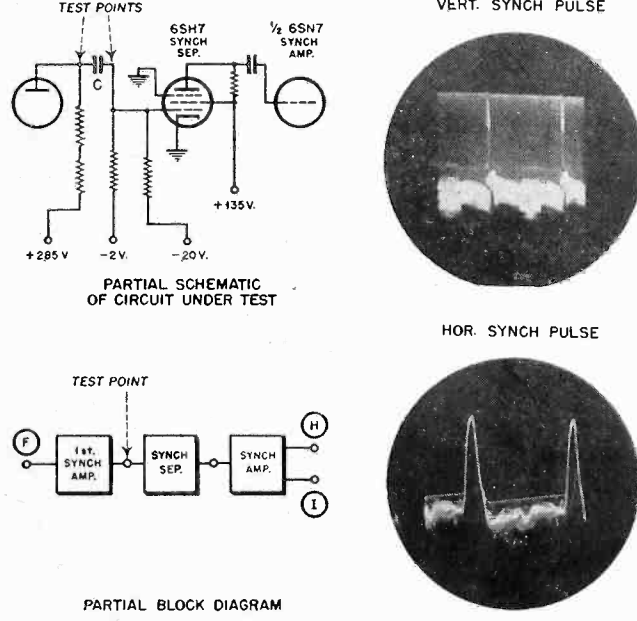 TEST POINTS
6SH7
SYNCH
SEP.
½ 6SN7
SYNCH
AMP.
C
+135V.
+285V
-2V.
-20V.
PARTIAL SCHEMATIC
OF CIRCUIT UNDER TEST
VERT. SYNCH PULSE
HOR. SYNCH PULSE
TEST POINT
F
1st.
SYNCH
AMP.
SYNCH
SEP.
SYNCH
AMP.
H
I
PARTIAL BLOCK DIAGRAM